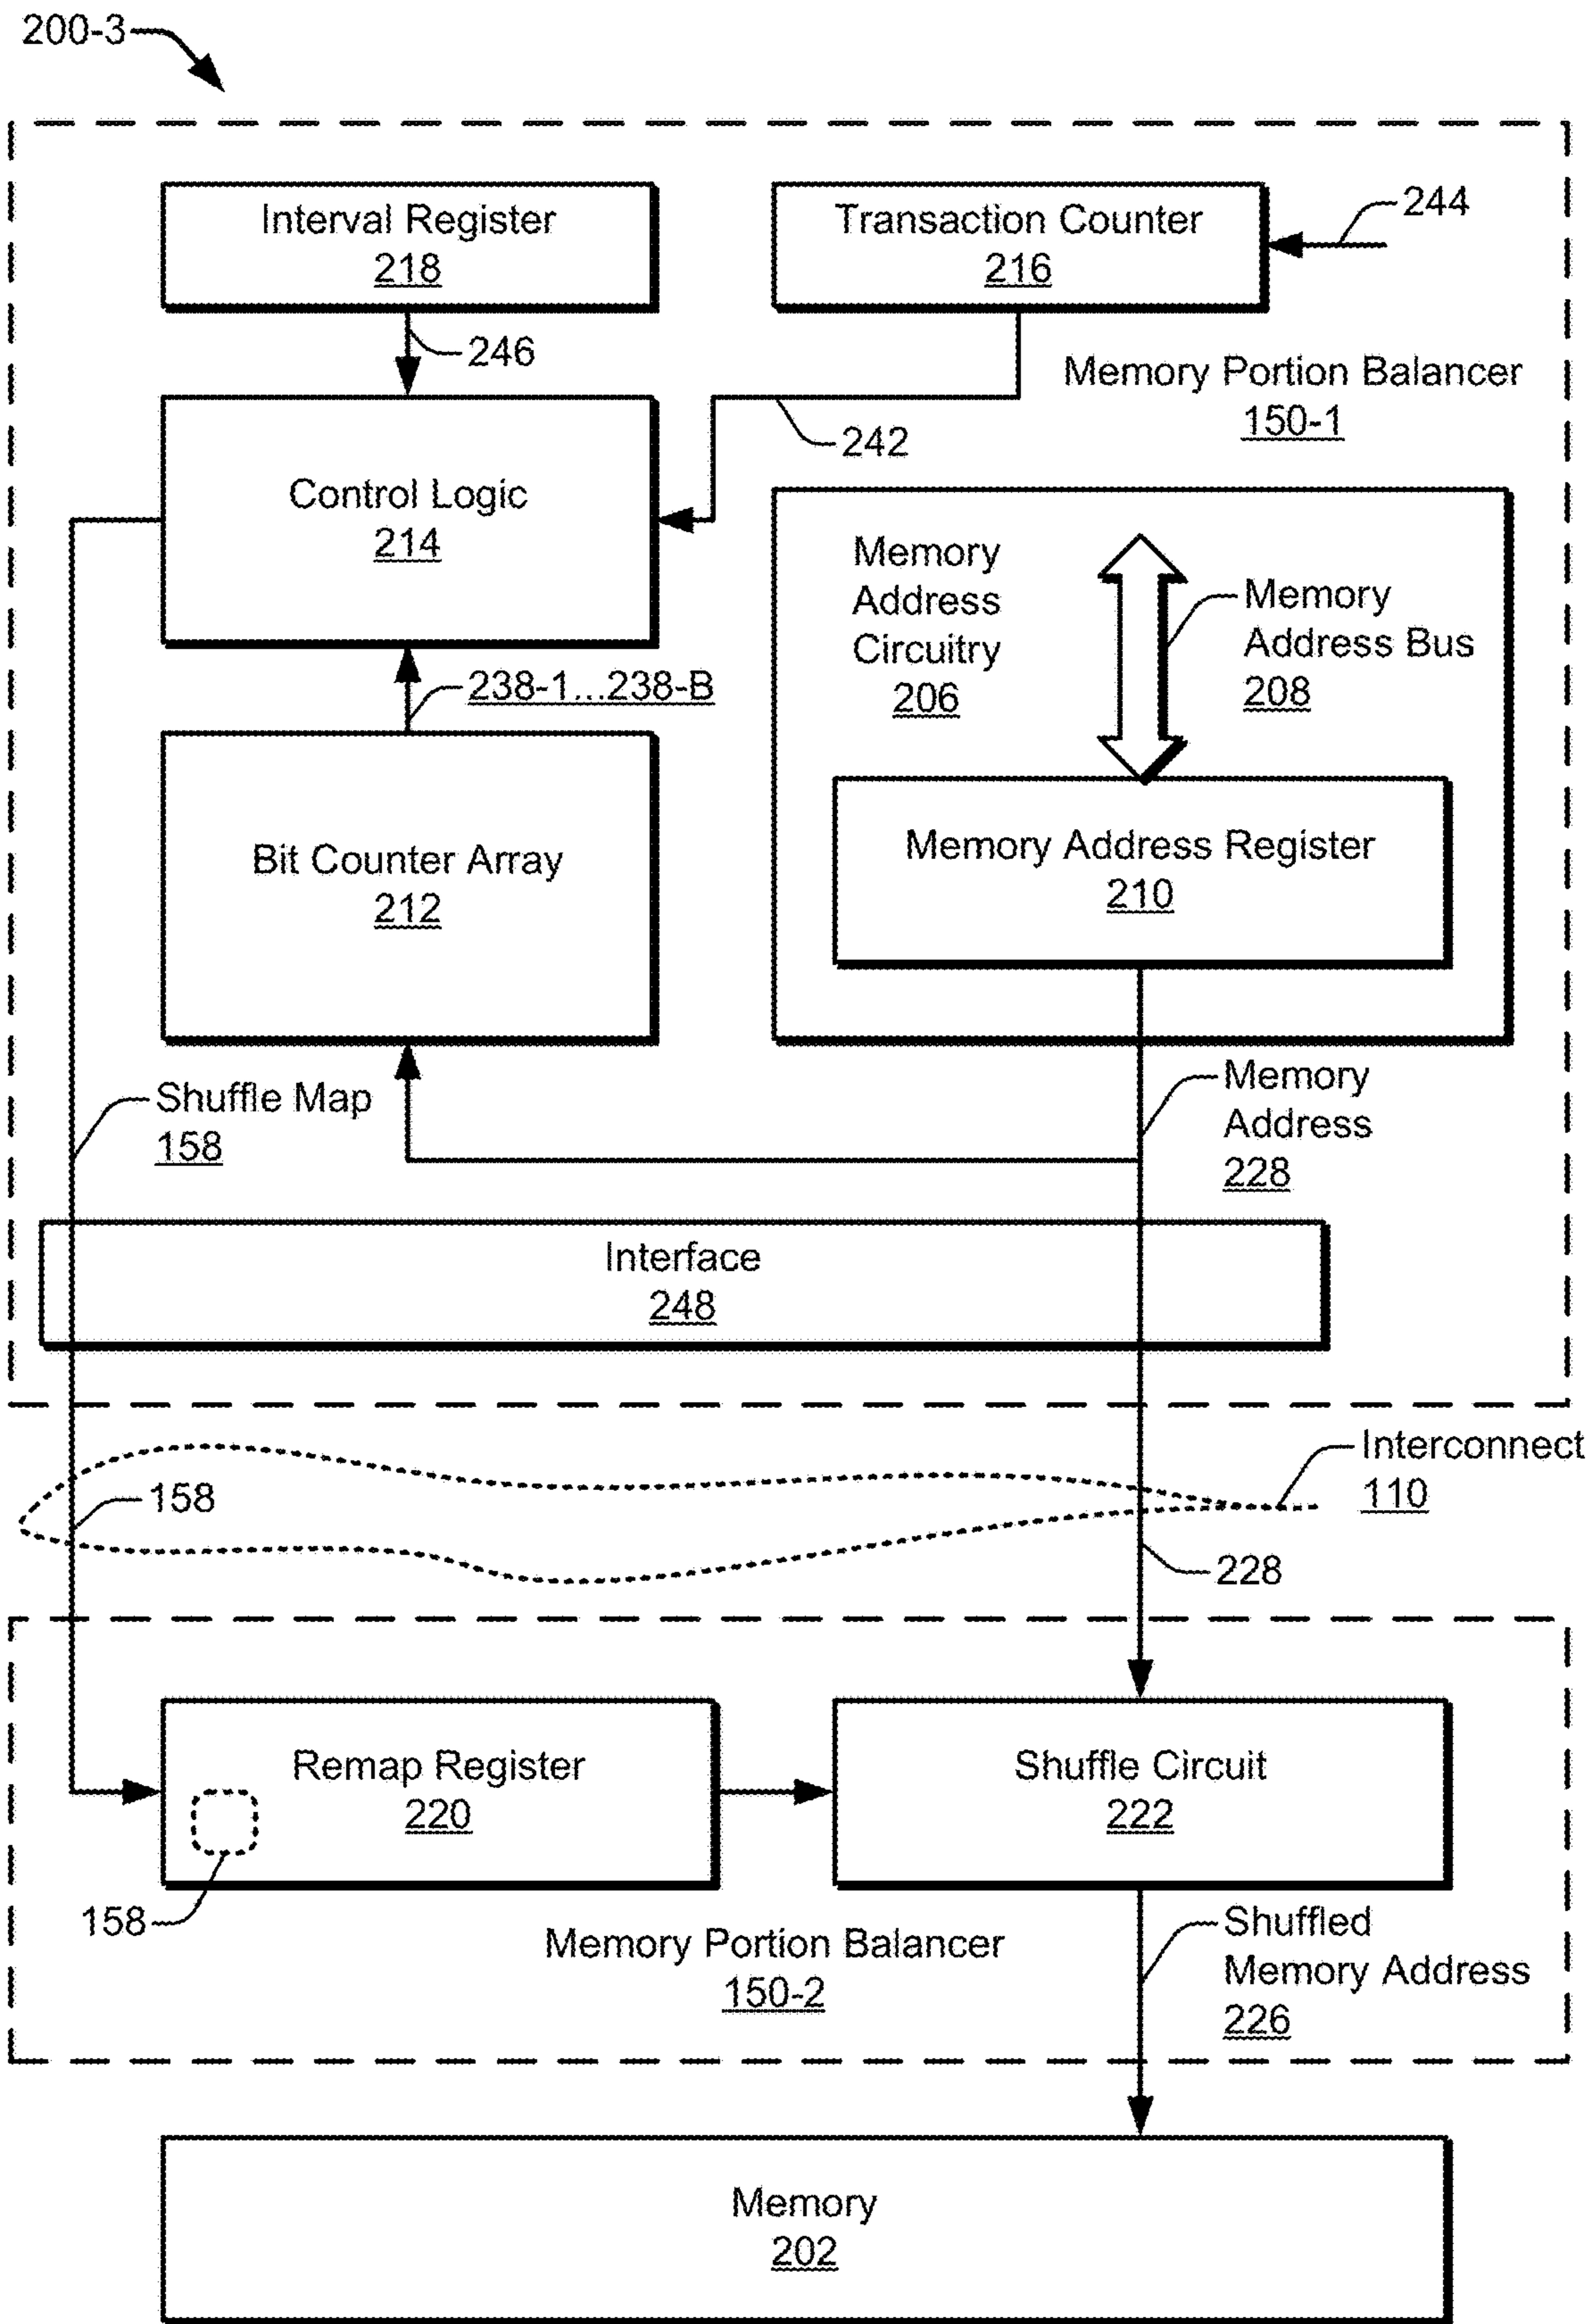 200-3
Interval Register
218
Transaction Counter
216
244
246
Memory Portion Balancer
150-1
242
Control Logic
214
Memory
Address
Circuitry
206
Memory
Address Bus
208
238-1...238-B
Bit Counter Array
212
Memory Address Register
210
Shuffle Map
158
Memory
Address
228
Interface
248
Interconnect
110
158
228
Remap Register
220
Shuffle Circuit
222
158
Memory Portion Balancer
150-2
Shuffled
Memory Address
226
Memory
202